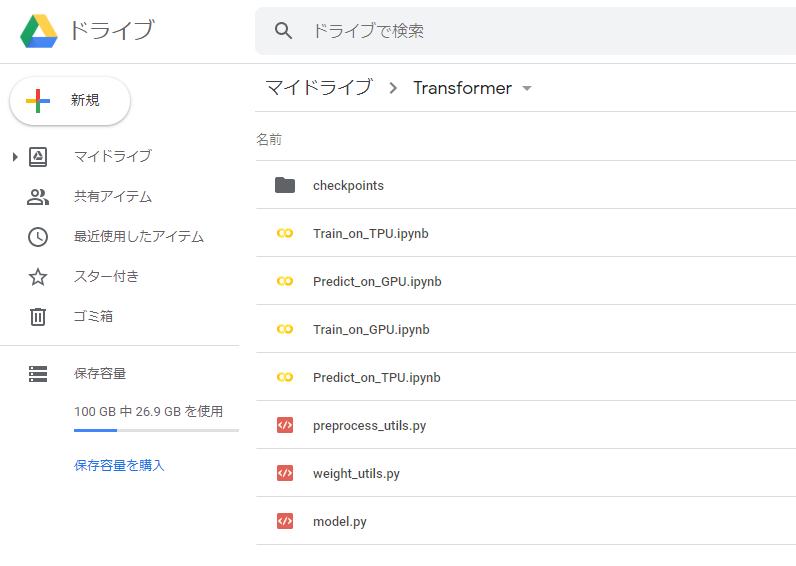 ドライブ
ドライブで検索
新規
マイドライブ
共有アイテム
最近使用したアイテム
スター付き
ゴミ箱
保存容量
100 GB 中 26.9 GB を使用
保存容量を購入
マイドライブ > Transformer
名前
checkpoints
Train_on_TPU.ipynb
Predict_on_GPU.ipynb
Train_on_GPU.ipynb
Predict_on_TPU.ipynb
preprocess_utils.py
weight_utils.py
model.py